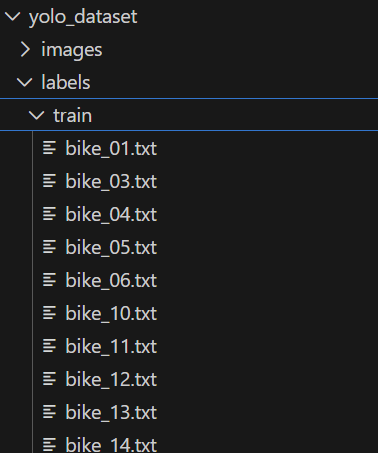 yolo_dataset
images
labels
train
bike_01.txt
bike_03.txt
bike_04.txt
bike_05.txt
bike_06.txt
bike_10.txt
bike_11.txt
bike_12.txt
bike_13.txt
bike_14.txt